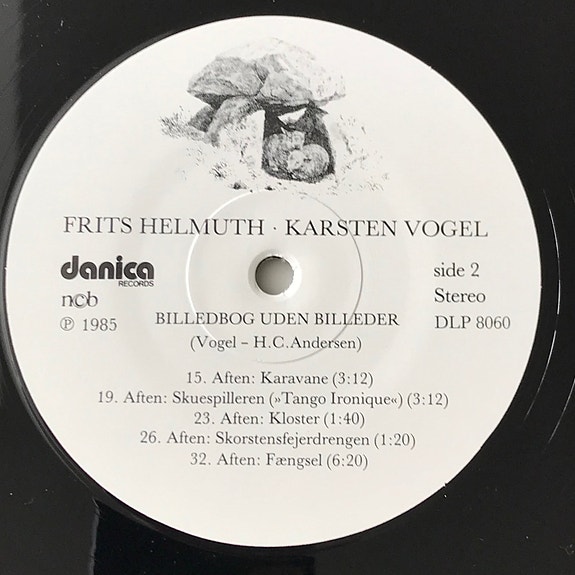 FRITS HELMUTH · KARSTEN VOGEL
danica
RECORDS
side 2
ncb
Stereo
℗ 1985
BILLEDBOG UDEN BILLEDER
DLP 8060
(Vogel – H.C.Andersen)
15. Aften: Karavane (3:12)
19. Aften: Skuespilleren (»Tango Ironique«) (3:12)
23. Aften: Kloster (1:40)
26. Aften: Skorstensfejerdrengen (1:20)
32. Aften: Fængsel (6:20)